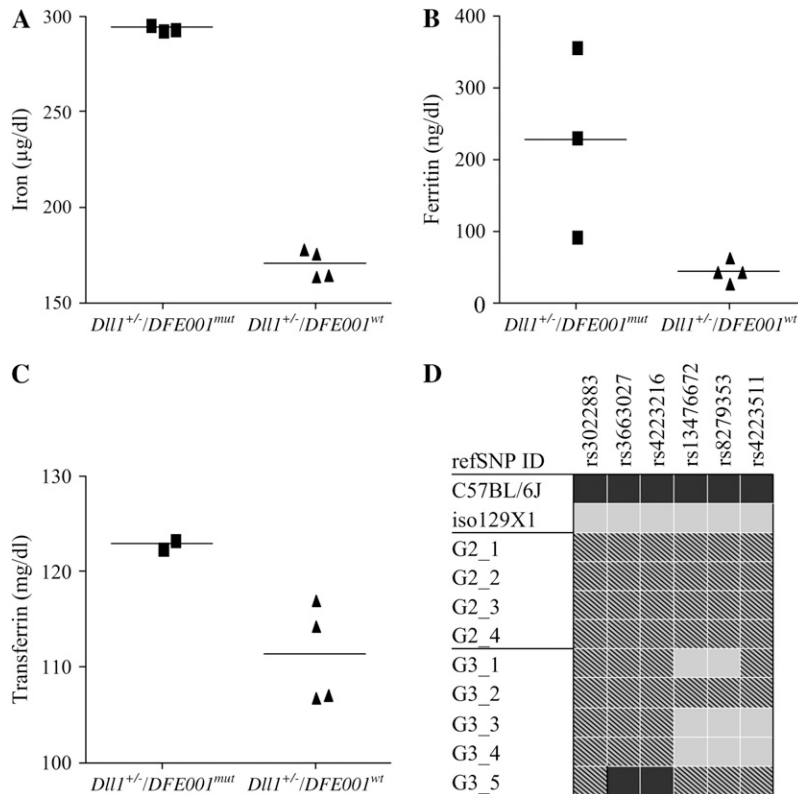 A
300
250
200
150
Iron (µg/dl)
Dll1+/-/DFE001mut
Dll1+/-/DFE001wt
B
400
300
200
100
0
Ferritin (ng/dl)
Dll1+/-/DFE001mut
Dll1+/-/DFE001wt
C
130
120
110
100
Transferrin (mg/dl)
Dll1+/-/DFE001mut
Dll1+/-/DFE001wt
D
refSNP ID
rs3022883
rs3663027
rs4223216
rs13476672
rs8279353
rs4223511
C57BL/6J
iso129X1
G2_1
G2_2
G2_3
G2_4
G3_1
G3_2
G3_3
G3_4
G3_5